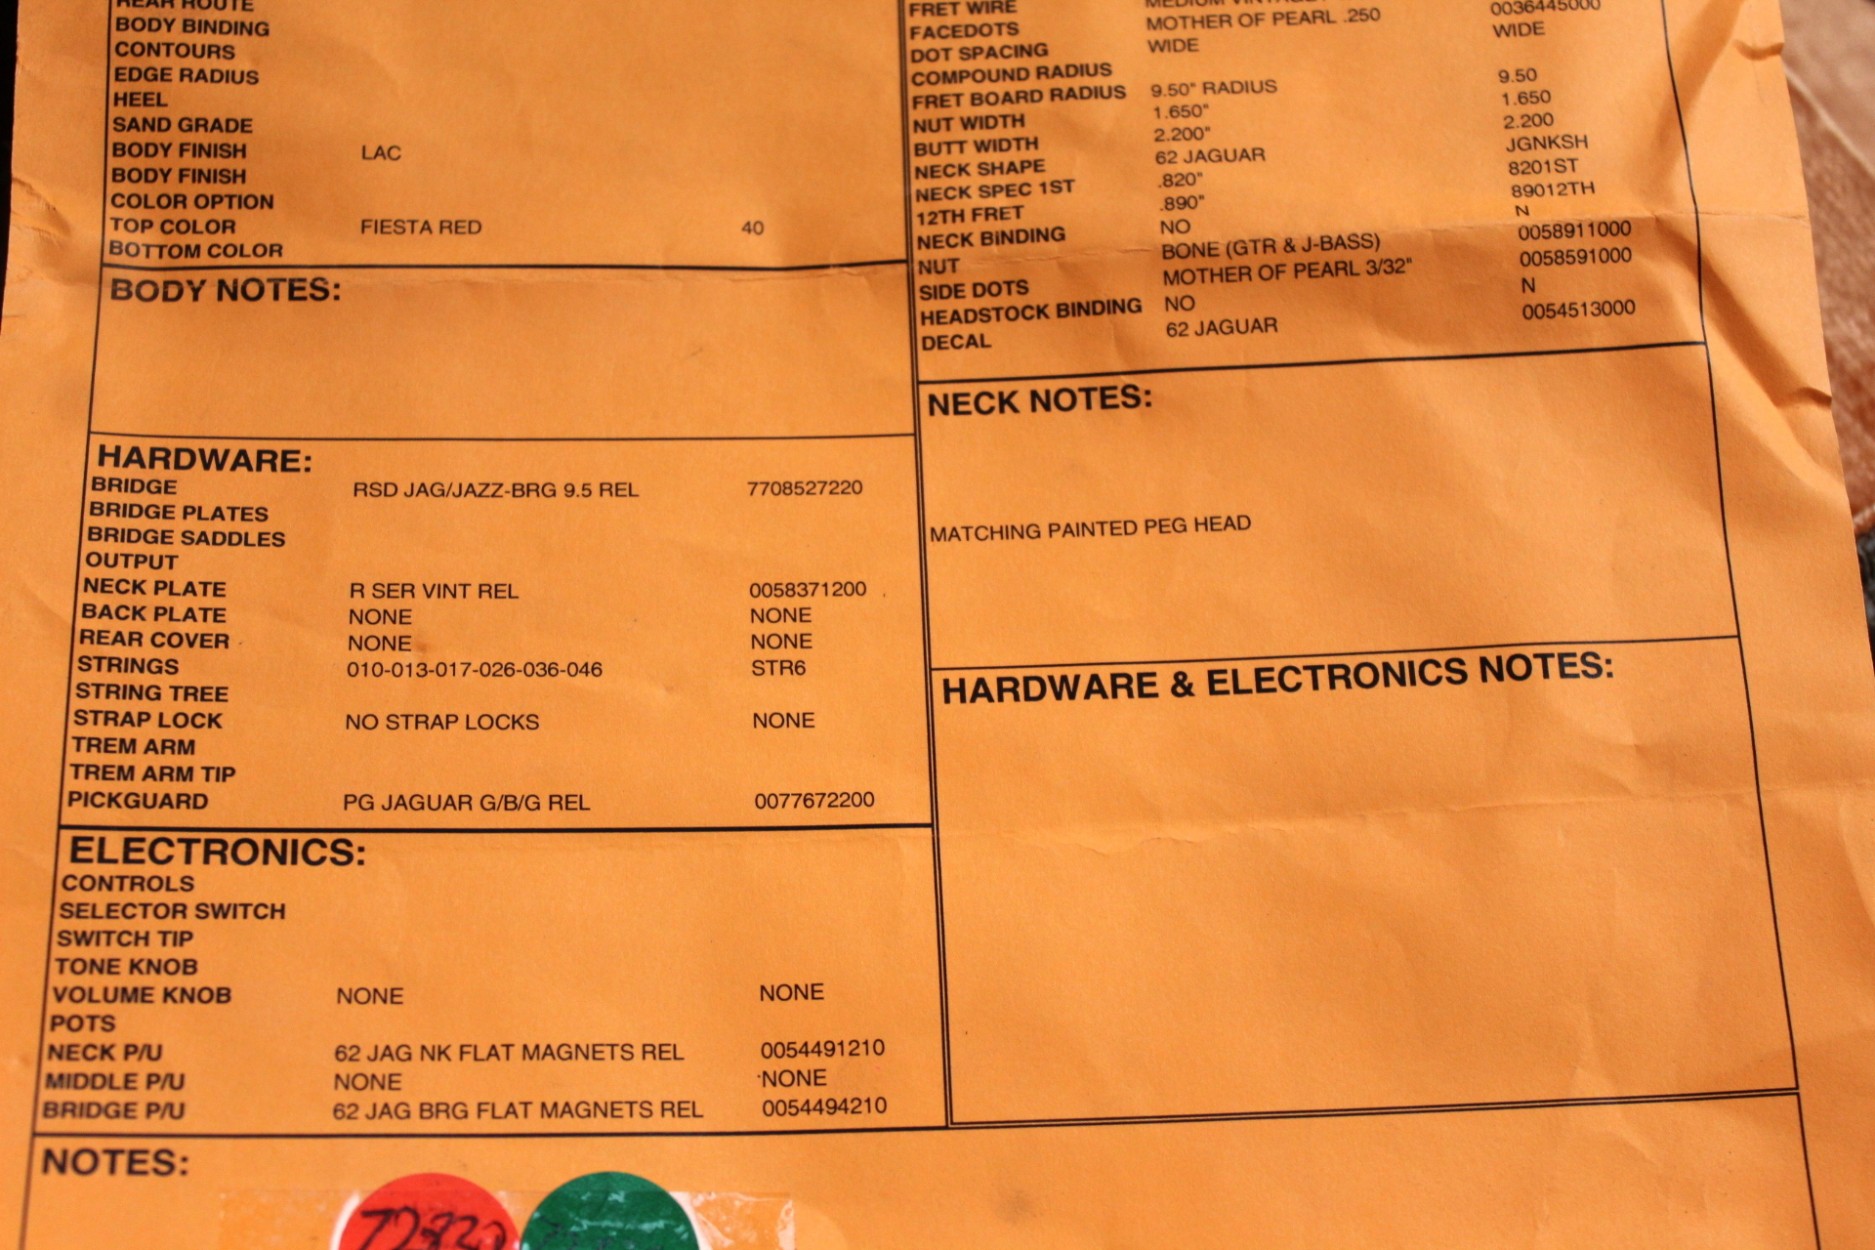 REAR ROUTE
BODY BINDING
CONTOURS
EDGE RADIUS
HEEL
SAND GRADE
BODY FINISH LAC
BODY FINISH
COLOR OPTION
TOP COLOR FIESTA RED 40
BOTTOM COLOR
BODY NOTES:
HARDWARE:
BRIDGE RSD JAG/JAZZ-BRG 9.5 REL 7708527220
BRIDGE PLATES
BRIDGE SADDLES
OUTPUT
NECK PLATE R SER VINT REL 0058371200
BACK PLATE NONE NONE
REAR COVER NONE NONE
STRINGS 010-013-017-026-036-046 STR6
STRING TREE
STRAP LOCK NO STRAP LOCKS NONE
TREM ARM
TREM ARM TIP
PICKGUARD PG JAGUAR G/B/G REL 0077672200
ELECTRONICS:
CONTROLS
SELECTOR SWITCH
SWITCH TIP
TONE KNOB
VOLUME KNOB NONE NONE
POTS
NECK P/U 62 JAG NK FLAT MAGNETS REL 0054491210
MIDDLE P/U NONE NONE
BRIDGE P/U 62 JAG BRG FLAT MAGNETS REL 0054494210
FRET WIRE MEDIUM
FACEDOTS MOTHER OF PEARL .250 0036445000
DOT SPACING WIDE WIDE
COMPOUND RADIUS
FRET BOARD RADIUS 9.50" RADIUS 9.50
NUT WIDTH 1.650" 1.650
BUTT WIDTH 2.200" 2.200
NECK SHAPE 62 JAGUAR JGNKSH
NECK SPEC 1ST .820" 8201ST
12TH FRET .890" 89012TH
NECK BINDING NO N
NUT BONE (GTR & J-BASS) 0058911000
SIDE DOTS MOTHER OF PEARL 3/32" 0058591000
HEADSTOCK BINDING NO N
DECAL 62 JAGUAR 0054513000
NECK NOTES:
MATCHING PAINTED PEG HEAD
HARDWARE & ELECTRONICS NOTES:
NOTES: